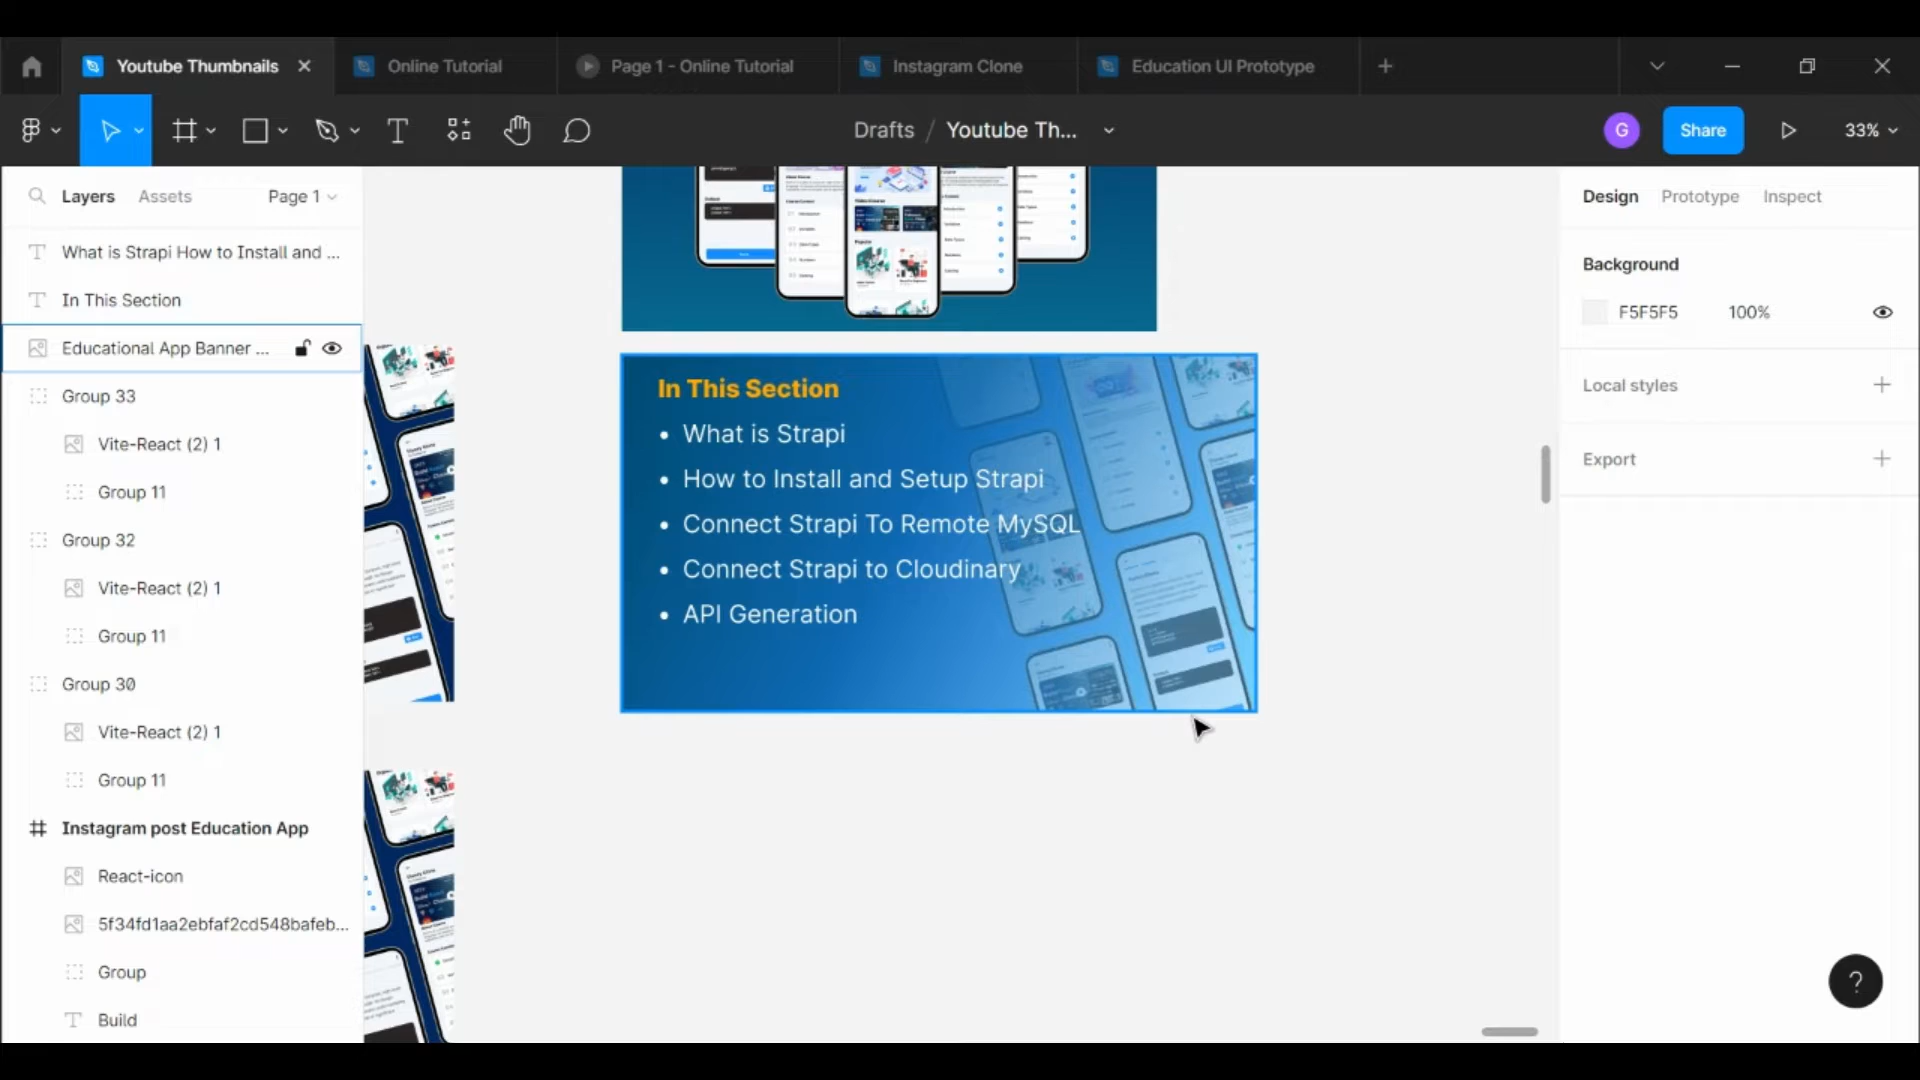 Youtube Thumbnails
Online Tutorial
Page 1 - Online Tutorial
Instagram Clone
Education UI Prototype
Drafts / Youtube Th...
G
Share
33%
Layers
Assets
Page 1
What is Strapi How to Install and ...
In This Section
Educational App Banner ...
Group 33
Vite-React (2) 1
Group 11
Group 32
Vite-React (2) 1
Group 11
Group 30
Vite-React (2) 1
Group 11
Instagram post Education App
React-icon
5f34fd1aa2ebfaf2cd548bafeb...
Group
Build
In This Section
• What is Strapi
• How to Install and Setup Strapi
• Connect Strapi To Remote MySQL
• Connect Strapi to Cloudinary
• API Generation
Design
Prototype
Inspect
Background
F5F5F5
100%
Local styles
Export
?